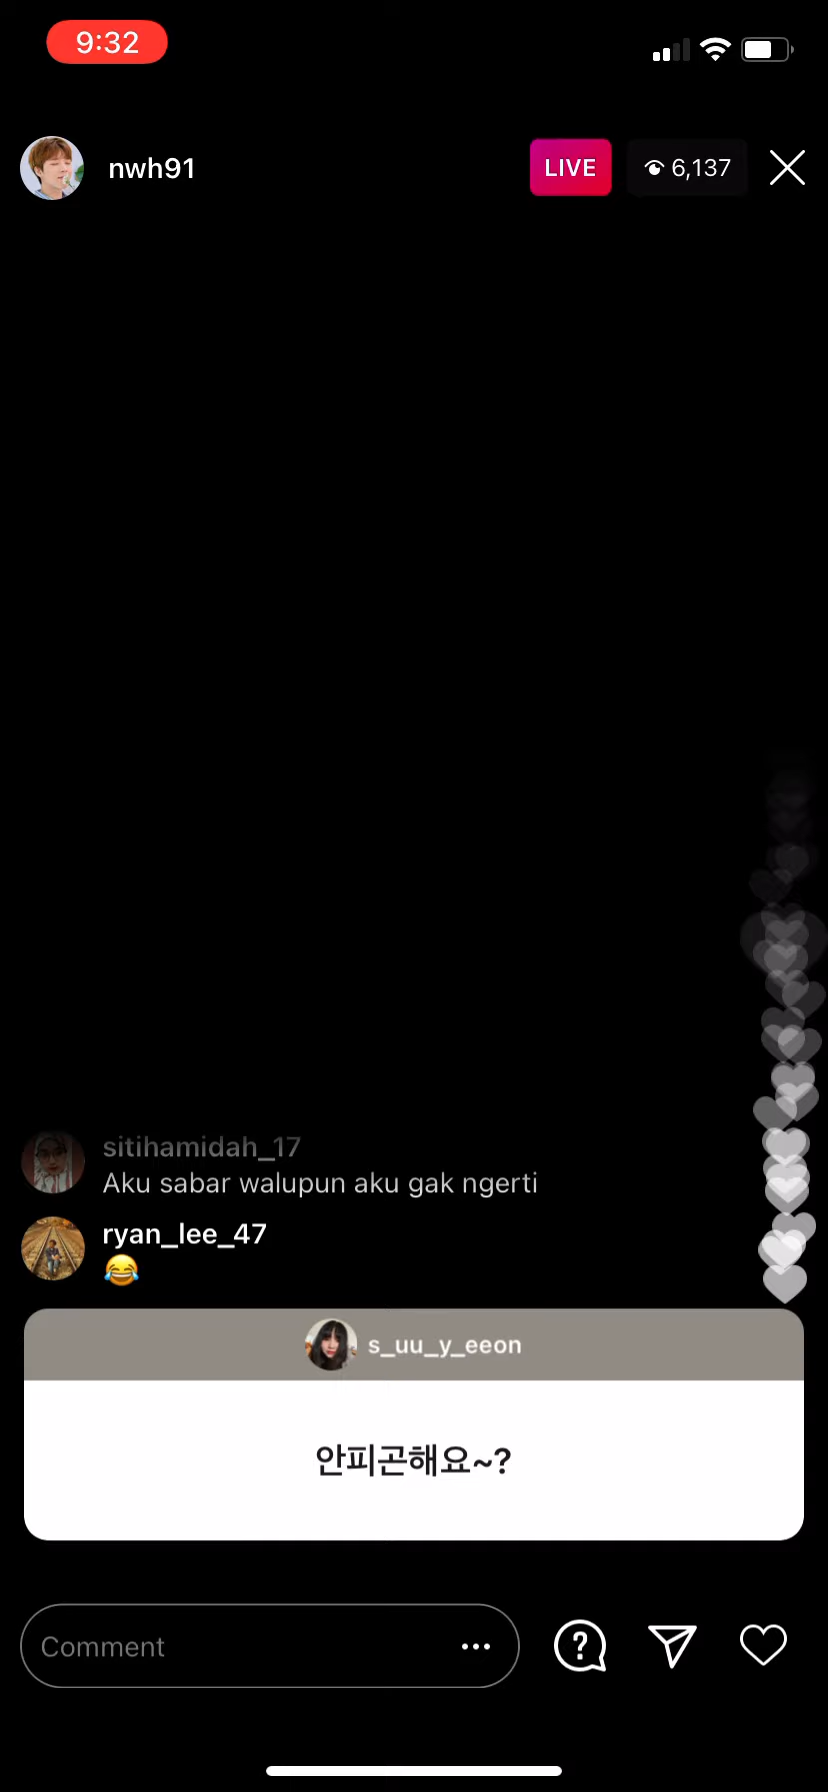 9:32
nwh91
LIVE
6,137
sitihamidah_17
Aku sabar walupun aku gak ngerti
ryan_lee_47
😂
s_uu_y_eeon
안피곤해요~?
Comment